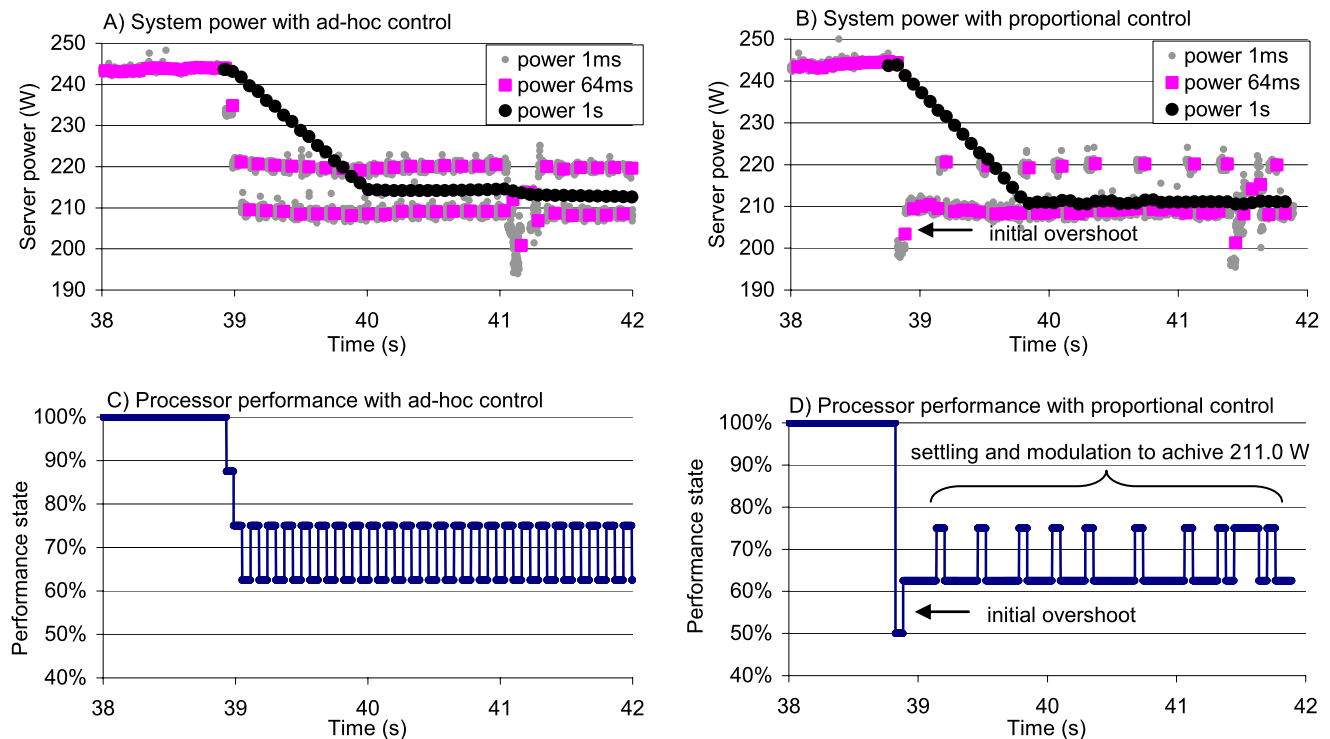 A) System power with ad-hoc control
250
240
230
220
210
200
190
Server power (W)
power 1ms
power 64ms
power 1s
38
39
40
41
42
Time (s)
B) System power with proportional control
250
240
230
220
210
200
190
Server power (W)
power 1ms
power 64ms
power 1s
initial overshoot
38
39
40
41
42
Time (s)
C) Processor performance with ad-hoc control
100%
90%
80%
70%
60%
50%
40%
Performance state
38
39
40
41
42
Time (s)
D) Processor performance with proportional control
100%
90%
80%
70%
60%
50%
40%
Performance state
settling and modulation to achive 211.0 W
initial overshoot
38
39
40
41
42
Time (s)